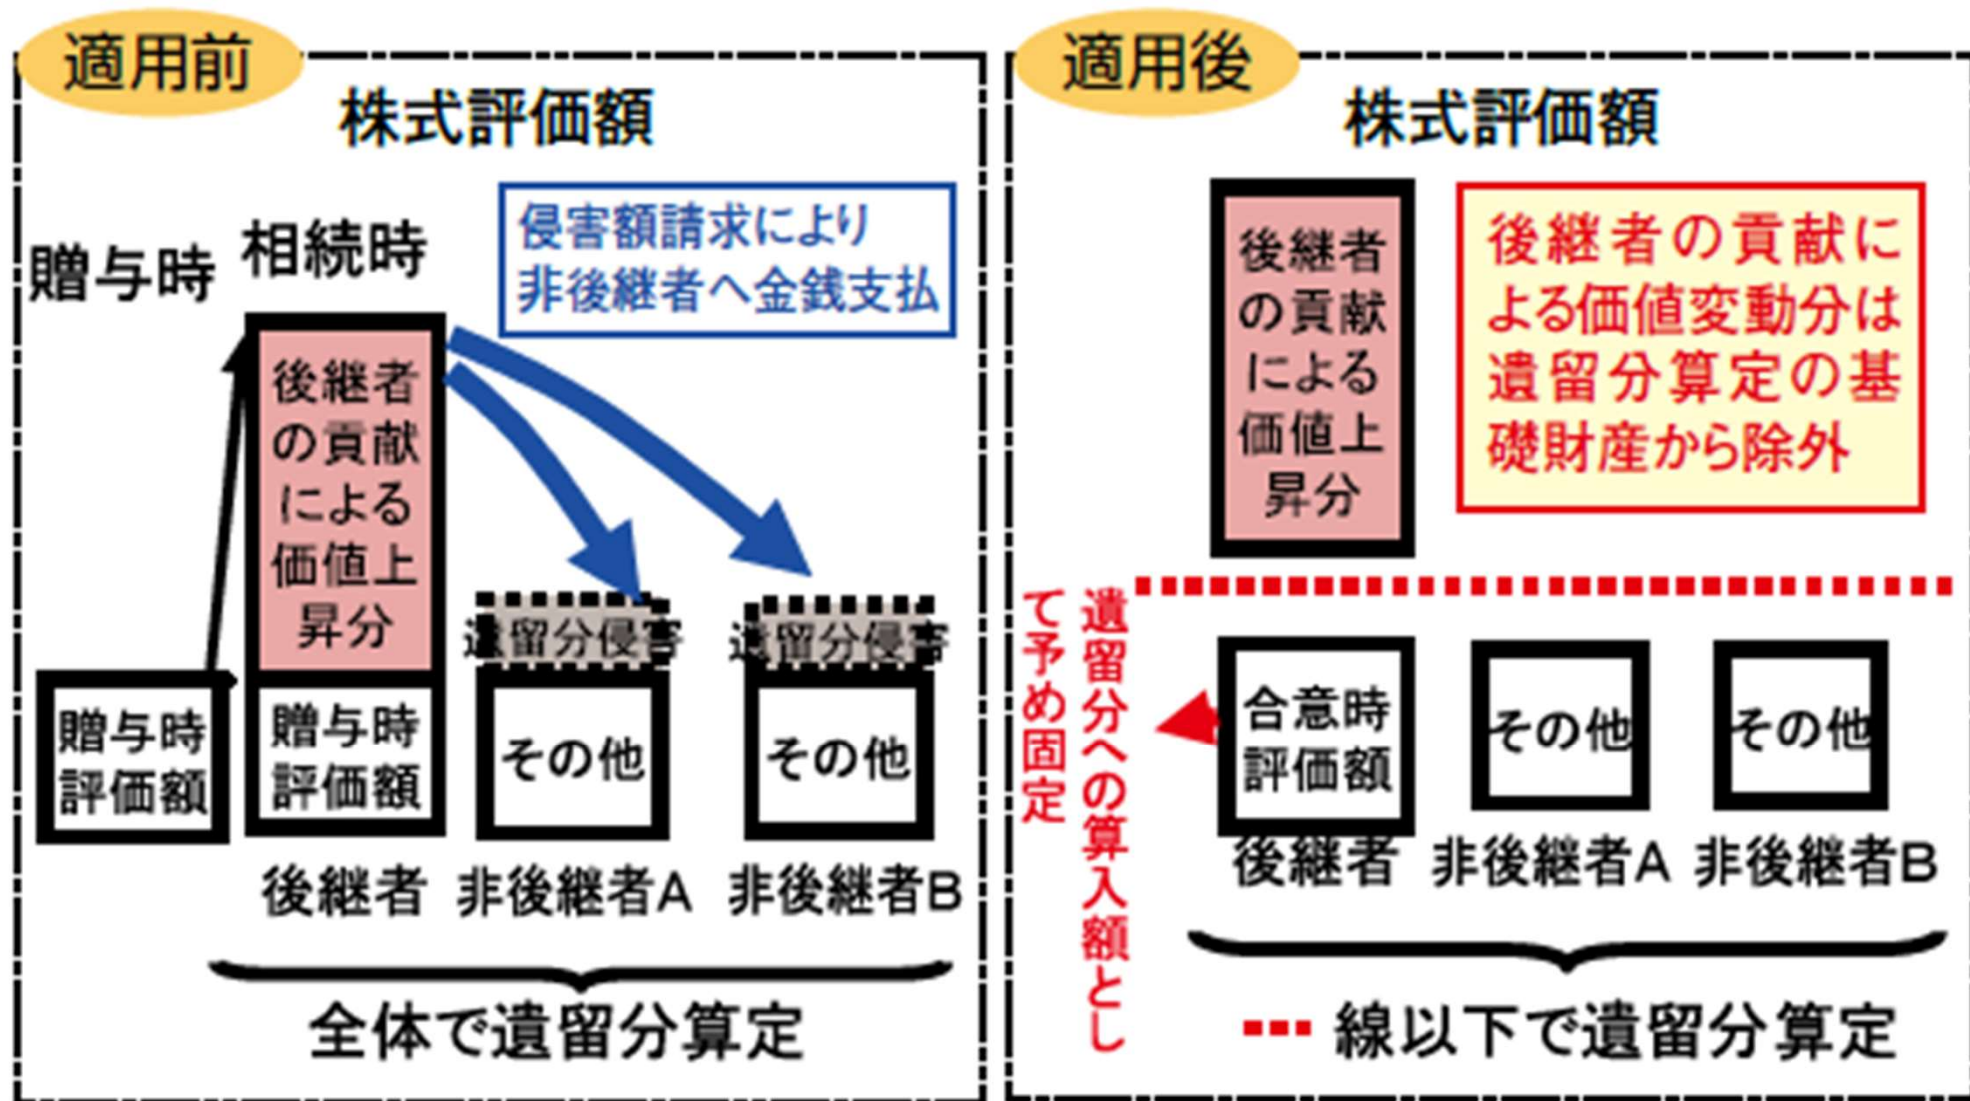 適用前
株式評価額
贈与時
相続時
侵害額請求により
非後継者へ金銭支払
後継者
の貢献
による
価値上
昇分
贈与時
評価額
贈与時
評価額
遺留分侵害
その他
遺留分侵害
その他
後継者
非後継者A
非後継者B
全体で遺留分算定
適用後
株式評価額
後継者
の貢献
による
価値上
昇分
後継者の貢献に
よる価値変動分は
遺留分算定の基
礎財産から除外
遺留分への算入額とし
て予め固定
合意時
評価額
その他
その他
後継者
非後継者A
非後継者B
線以下で遺留分算定